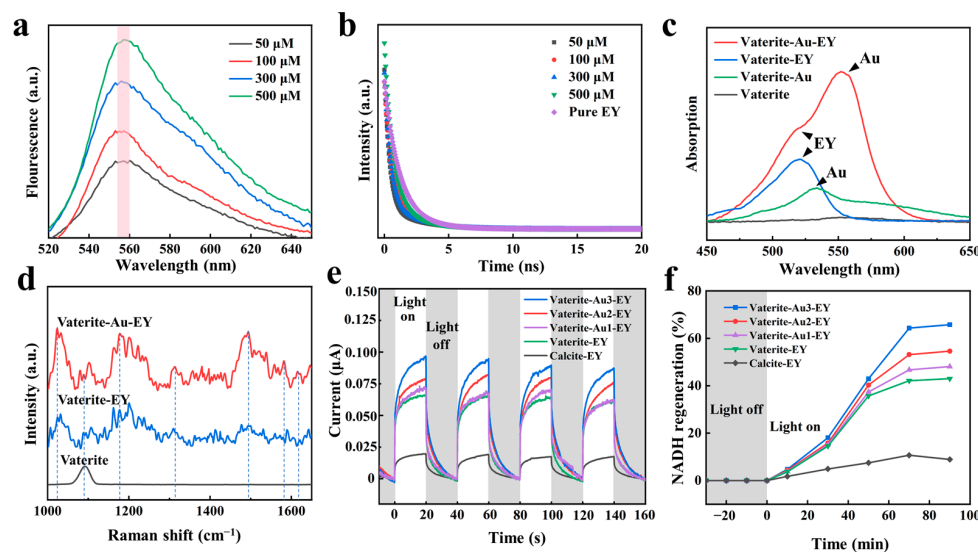 a
Flourescence (a.u.)
50 μM
100 μM
300 μM
500 μM
520 540 560 580 600 620 640
Wavelength (nm)
b
Intensity (a.u.)
50 μM
100 μM
300 μM
500 μM
Pure EY
0 5 10 15 20
Time (ns)
c
Absorption
Vaterite-Au-EY
Vaterite-EY
Vaterite-Au
Vaterite
Au
EY
Au
450 500 550 600 650
Wavelength (nm)
d
Intensity (a.u.)
Vaterite-Au-EY
Vaterite-EY
Vaterite
1000 1200 1400 1600
Raman shift (cm⁻¹)
e
Current (μA)
0.150
0.125
0.100
0.075
0.050
0.025
0
Light on
Light off
Vaterite-Au3-EY
Vaterite-Au2-EY
Vaterite-Au1-EY
Vaterite-EY
Calcite-EY
0 20 40 60 80 100 120 140 160
Time (s)
f
NADH regeneration (%)
80
60
40
20
0
Vaterite-Au3-EY
Vaterite-Au2-EY
Vaterite-Au1-EY
Vaterite-EY
Calcite-EY
Light off
Light on
−20 0 20 40 60 80 100
Time (min)